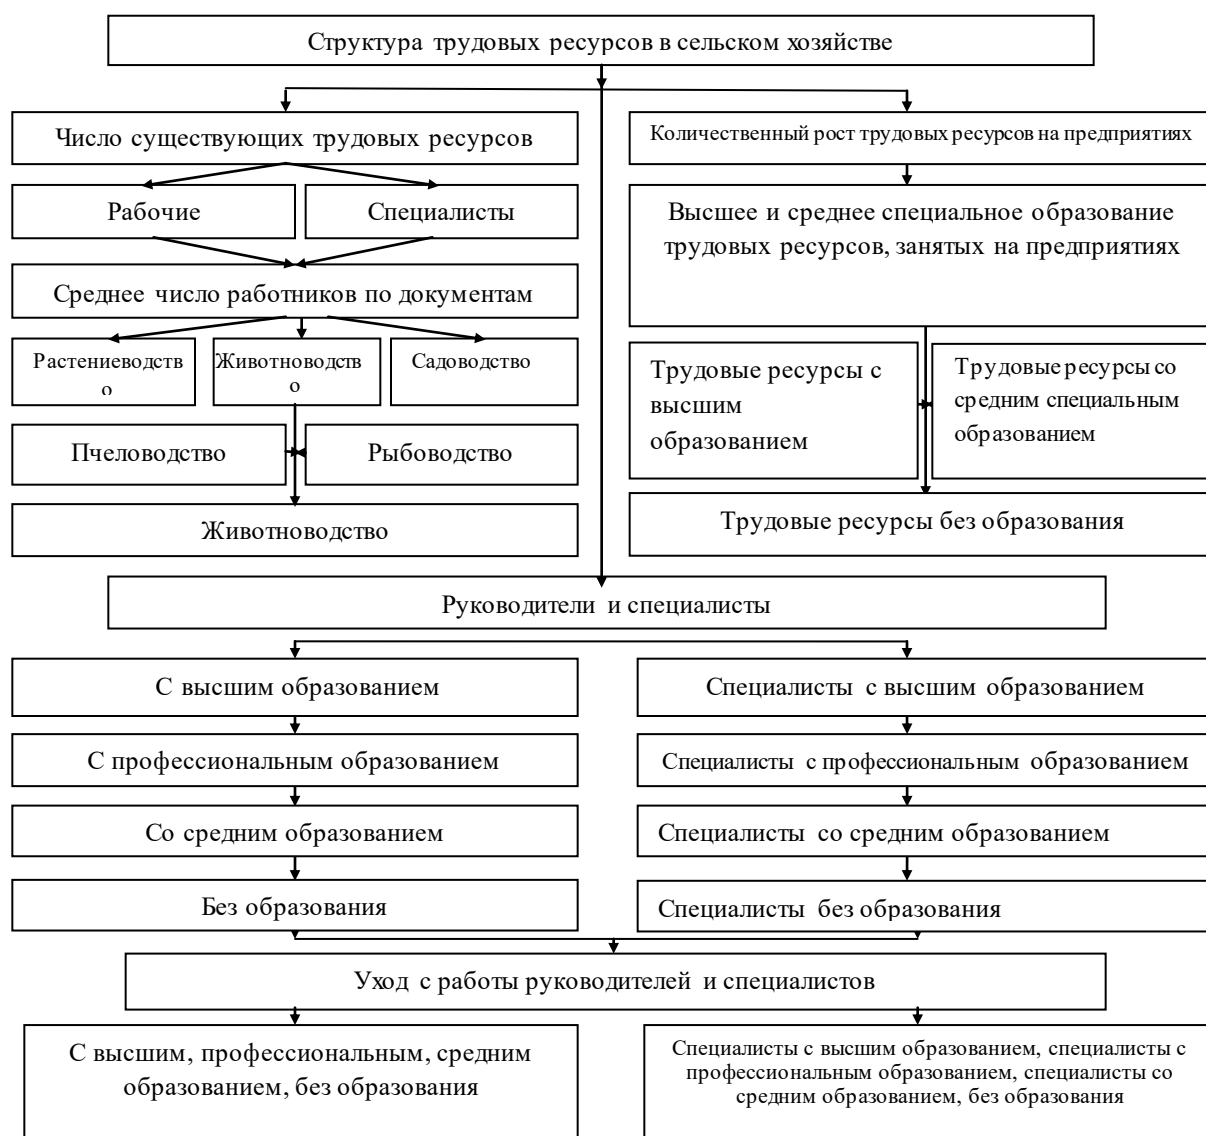 Структура трудовых ресурсов в сельском хозяйстве
Число существующих трудовых ресурсов
Количественный рост трудовых ресурсов на предприятиях
Рабочие
Специалисты
Высшее и среднее специальное образование
трудовых ресурсов, занятых на предприятиях
Среднее число работников по документам
Растениеводств
о
Животноводств
о
Садоводство
Трудовые ресурсы с
высшим
образованием
Трудовые ресурсы со
средним специальным
образованием
Пчеловодство
Рыбоводство
Животноводство
Трудовые ресурсы без образования
Руководители и специалисты
С высшим образованием
Специалисты с высшим образованием
С профессиональным образованием
Специалисты с профессиональным образованием
Со средним образованием
Специалисты со средним образованием
Без образования
Специалисты без образования
Уход с работы руководителей и специалистов
С высшим, профессиональным, средним
образованием, без образования
Специалисты с высшим образованием, специалисты с
профессиональным образованием, специалисты со
средним образованием, без образования